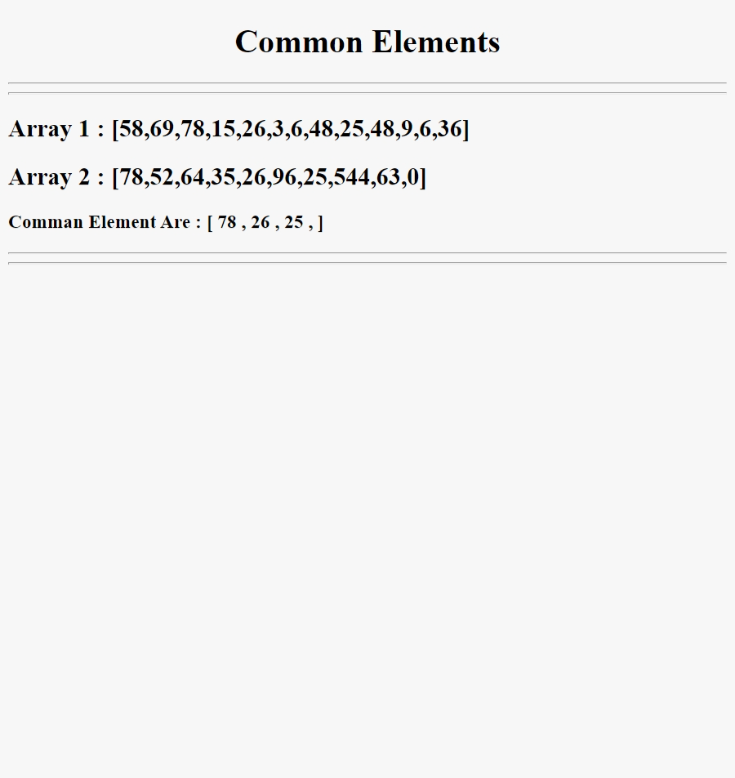 Common Elements
Array 1 : [58,69,78,15,26,3,6,48,25,48,9,6,36]
Array 2 : [78,52,64,35,26,96,25,544,63,0]
Comman Element Are : [ 78 , 26 , 25 , ]